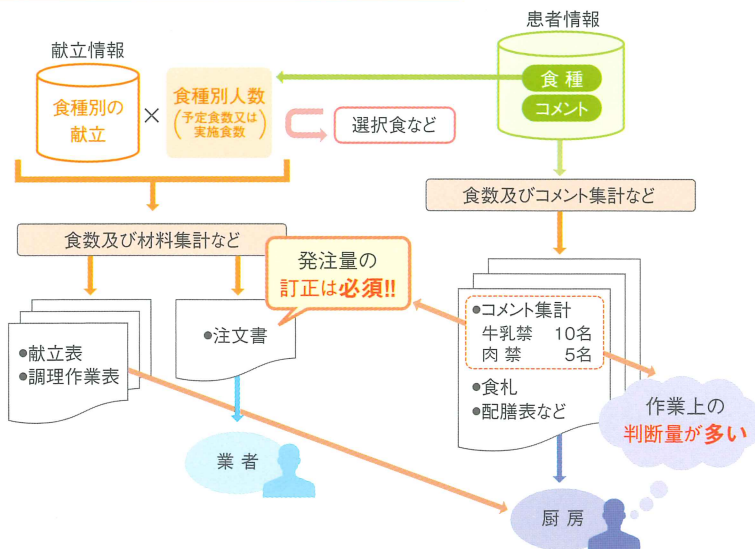 献立情報
食種別の
献立
×
食種別人数
(予定食数又は
実施食数)
選択食など
患者情報
食種
コメント
食数及び材料集計など
食数及びコメント集計など
発注量の
訂正は必須!!
●献立表
●調理作業表
●注文書
●コメント集計
牛乳禁 10名
肉 禁 5名
●食札
●配膳表など
作業上の
判断量が多い
業者
厨房